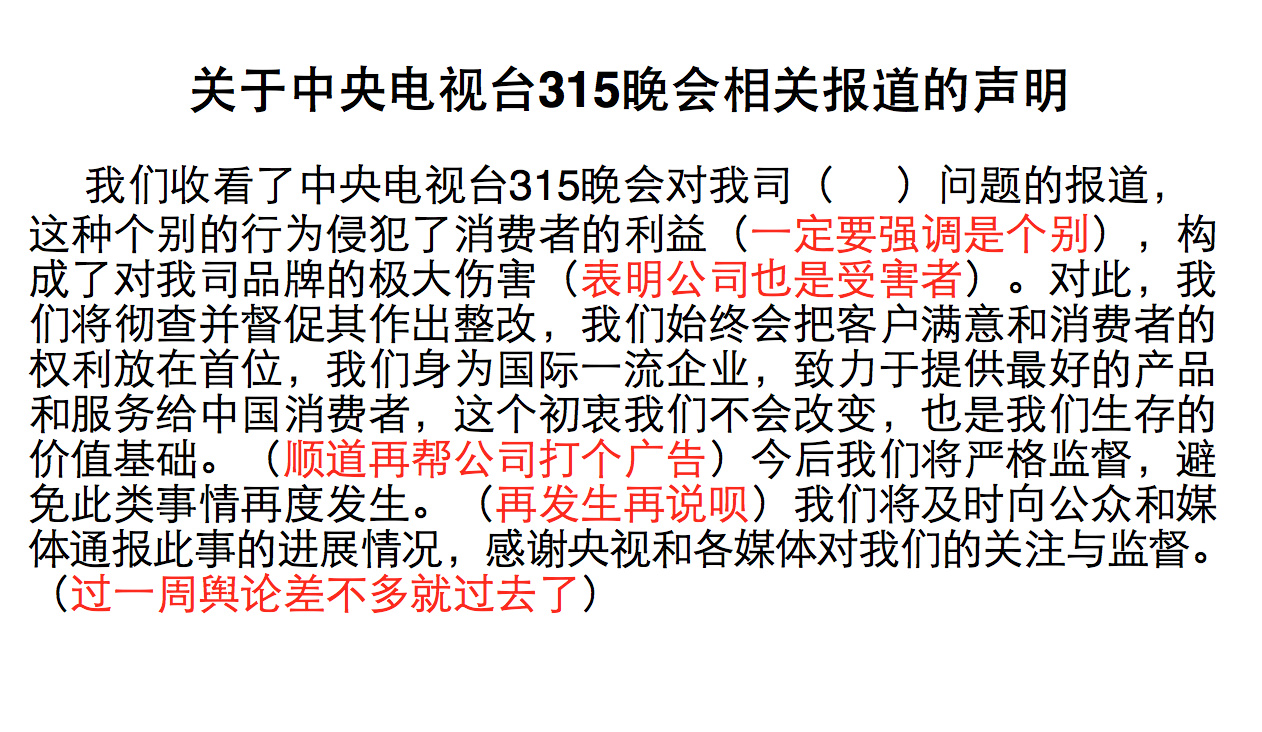 关于中央电视台315晚会相关报道的声明
我们收看了中央电视台315晚会对我司（ ）问题的报道，
这种个别的行为侵犯了消费者的利益（一定要强调是个别），构
成了对我司品牌的极大伤害（表明公司也是受害者）。对此，我
们将彻查并督促其作出整改，我们始终会把客户满意和消费者的
权利放在首位，我们身为国际一流企业，致力于提供最好的产品
和服务给中国消费者，这个初衷我们不会改变，也是我们生存的
价值基础。（顺道再帮公司打个广告）今后我们将严格监督，避
免此类事情再度发生。（再发生再说呗）我们将及时向公众和媒
体通报此事的进展情况，感谢央视和各媒体对我们的关注与监督。
（过一周舆论差不多就过去了）